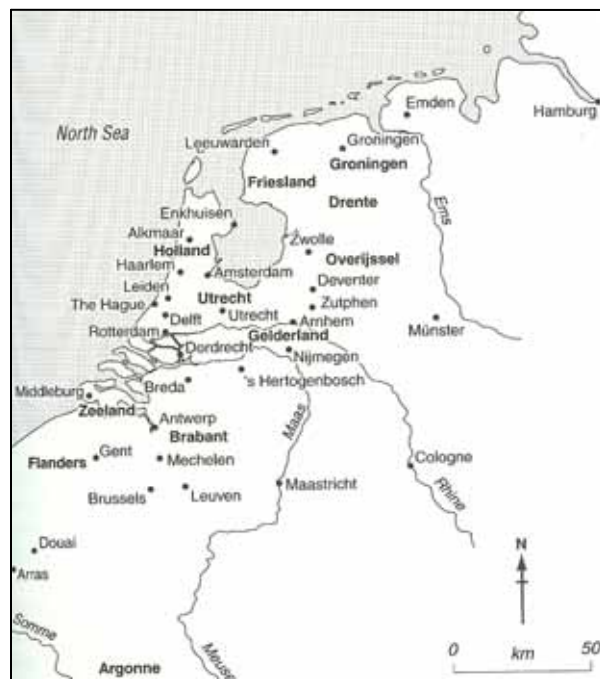 North Sea
Emden
Hamburg
Leeuwarden
Groningen
Groningen
Friesland
Drente
Ems
Enkhuisen
Alkmaar
Holland
Zwolle
Overijssel
Haarlem
Amsterdam
Leiden
Utrecht
Deventer
The Hague
Utrecht
Zutphen
Delft
Rotterdam
Arnhem
Münster
Gelderland
Dordrecht
Nijmegen
Breda
's Hertogenbosch
Middleburg
Zeeland
Antwerp
Maas
Brabant
Gent
Flanders
Mechelen
Cologne
Brussels
Leuven
Maastricht
Rhine
Douai
Arras
N
Somme
Meuse
Argonne
0 km 50